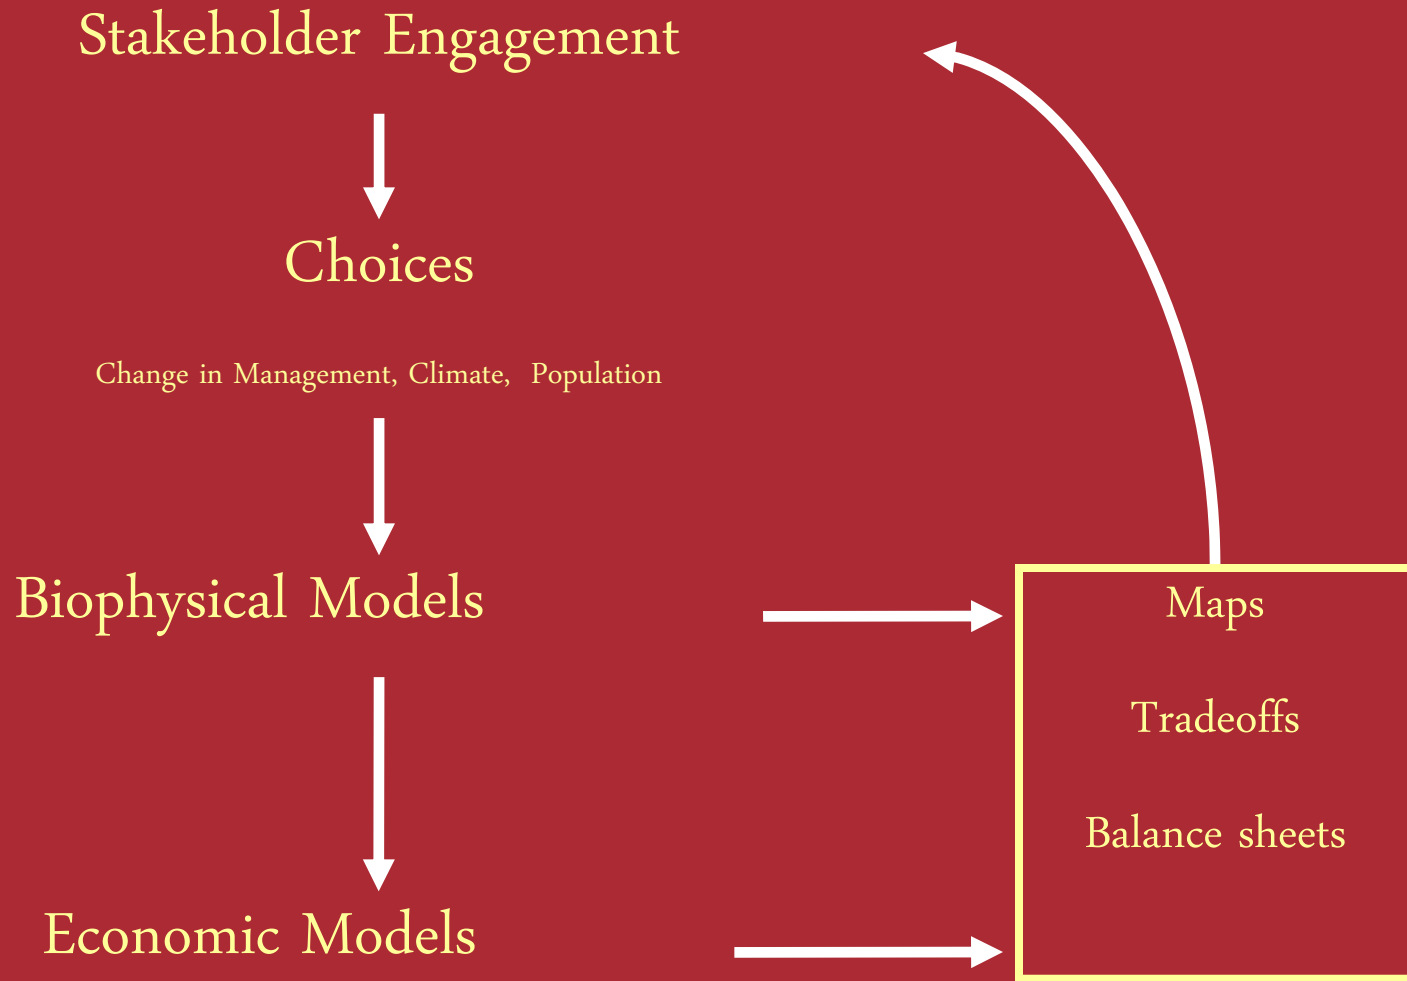 Stakeholder Engagement
Choices
Change in Management, Climate, Population
Biophysical Models
Economic Models
Maps
Tradeoffs
Balance sheets